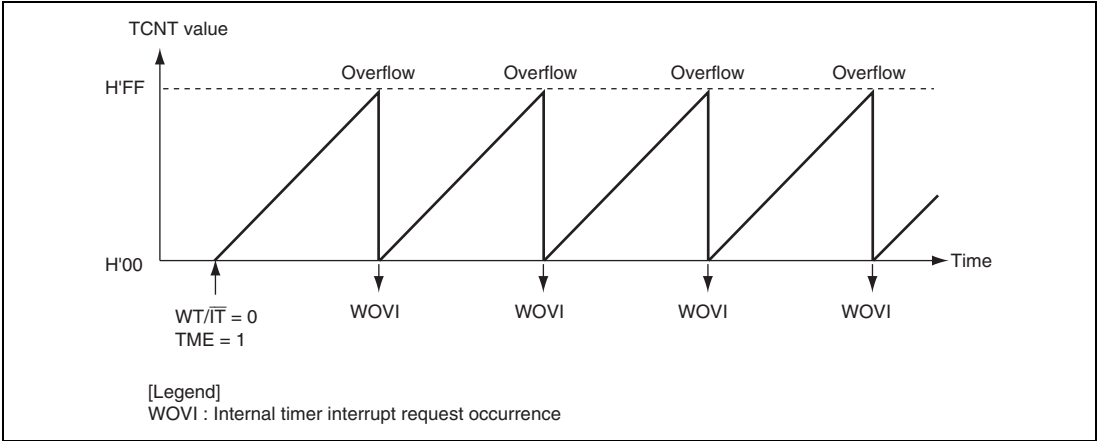 TCNT value
Overflow Overflow Overflow Overflow
H'FF
H'00
Time
WT/I̅T̅ = 0
TME = 1
WOVI WOVI WOVI WOVI
[Legend]
WOVI : Internal timer interrupt request occurrence